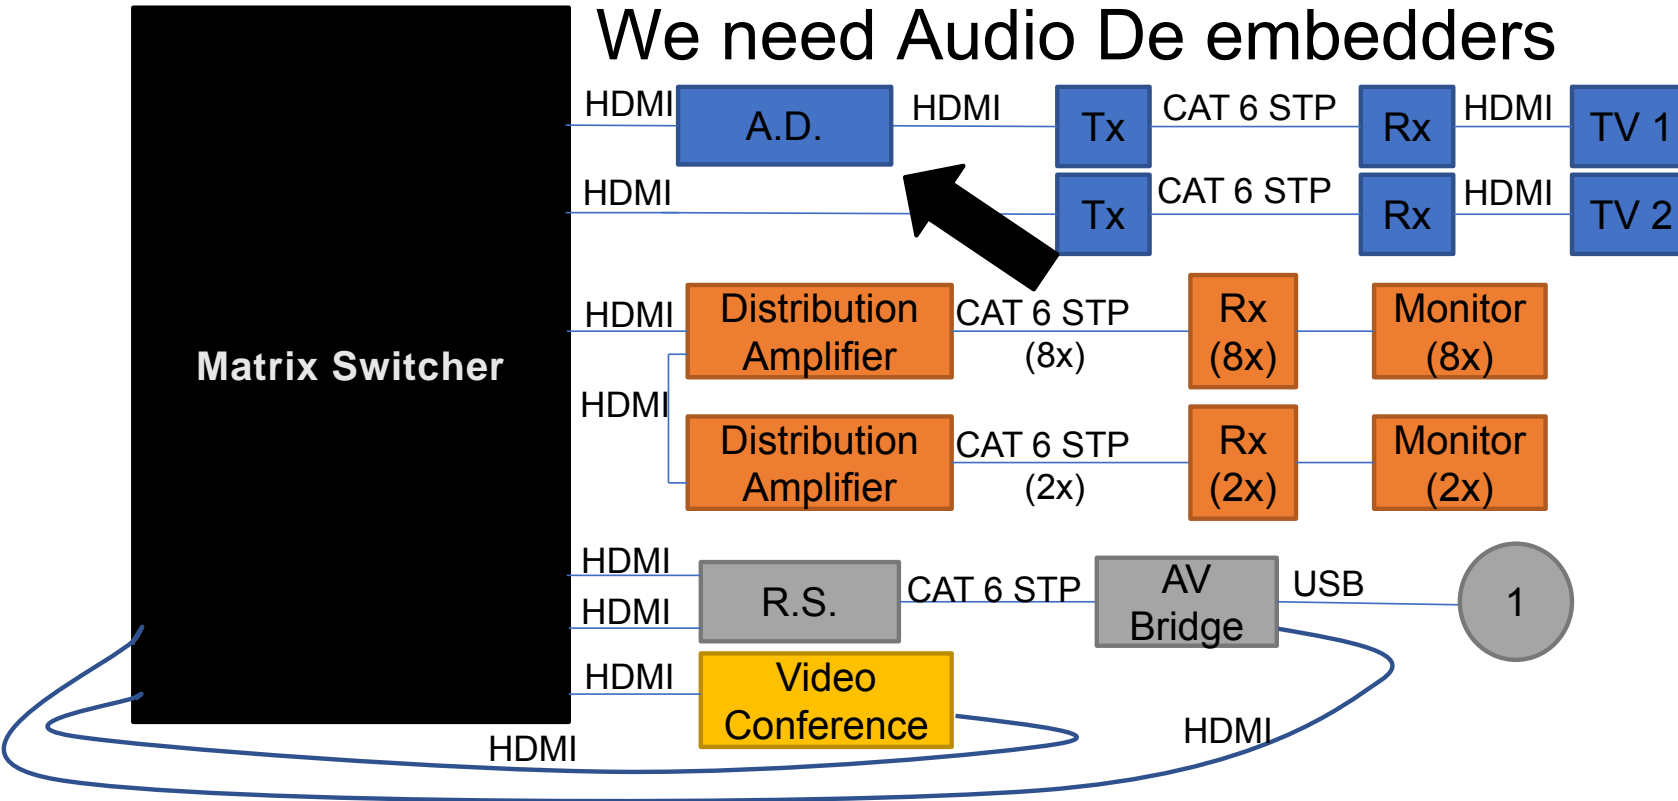 We need Audio De embedders
HDMI
A.D.
HDMI
Tx
CAT 6 STP
Rx
HDMI
TV 1
HDMI
Tx
CAT 6 STP
Rx
HDMI
TV 2
Matrix Switcher
HDMI
Distribution
Amplifier
CAT 6 STP
(8x)
Rx
(8x)
Monitor
(8x)
HDMI
Distribution
Amplifier
CAT 6 STP
(2x)
Rx
(2x)
Monitor
(2x)
HDMI
HDMI
R.S.
CAT 6 STP
AV
Bridge
USB
1
HDMI
Video
Conference
HDMI
HDMI